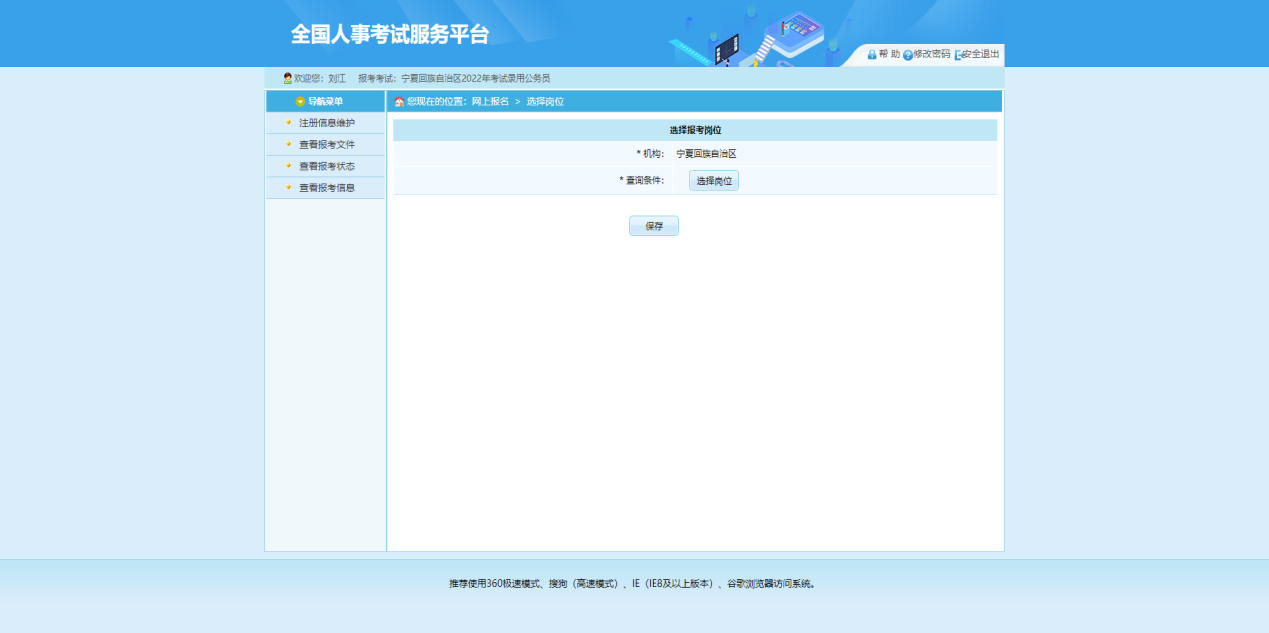 全国人事考试服务平台
帮 助 修改密码 安全退出
欢迎您：刘江 报考考试：宁夏回族自治区2022年考试录用公务员
导航菜单
您现在的位置：网上报名 > 选择岗位
注册信息维护
查看报考文件
查看报考状态
查看报考信息
选择报考岗位
* 机构： 宁夏回族自治区
* 查询条件： 选择岗位
保存
推荐使用360极速模式、搜狗（高速模式）、IE（IE8及以上版本）、谷歌浏览器访问系统。